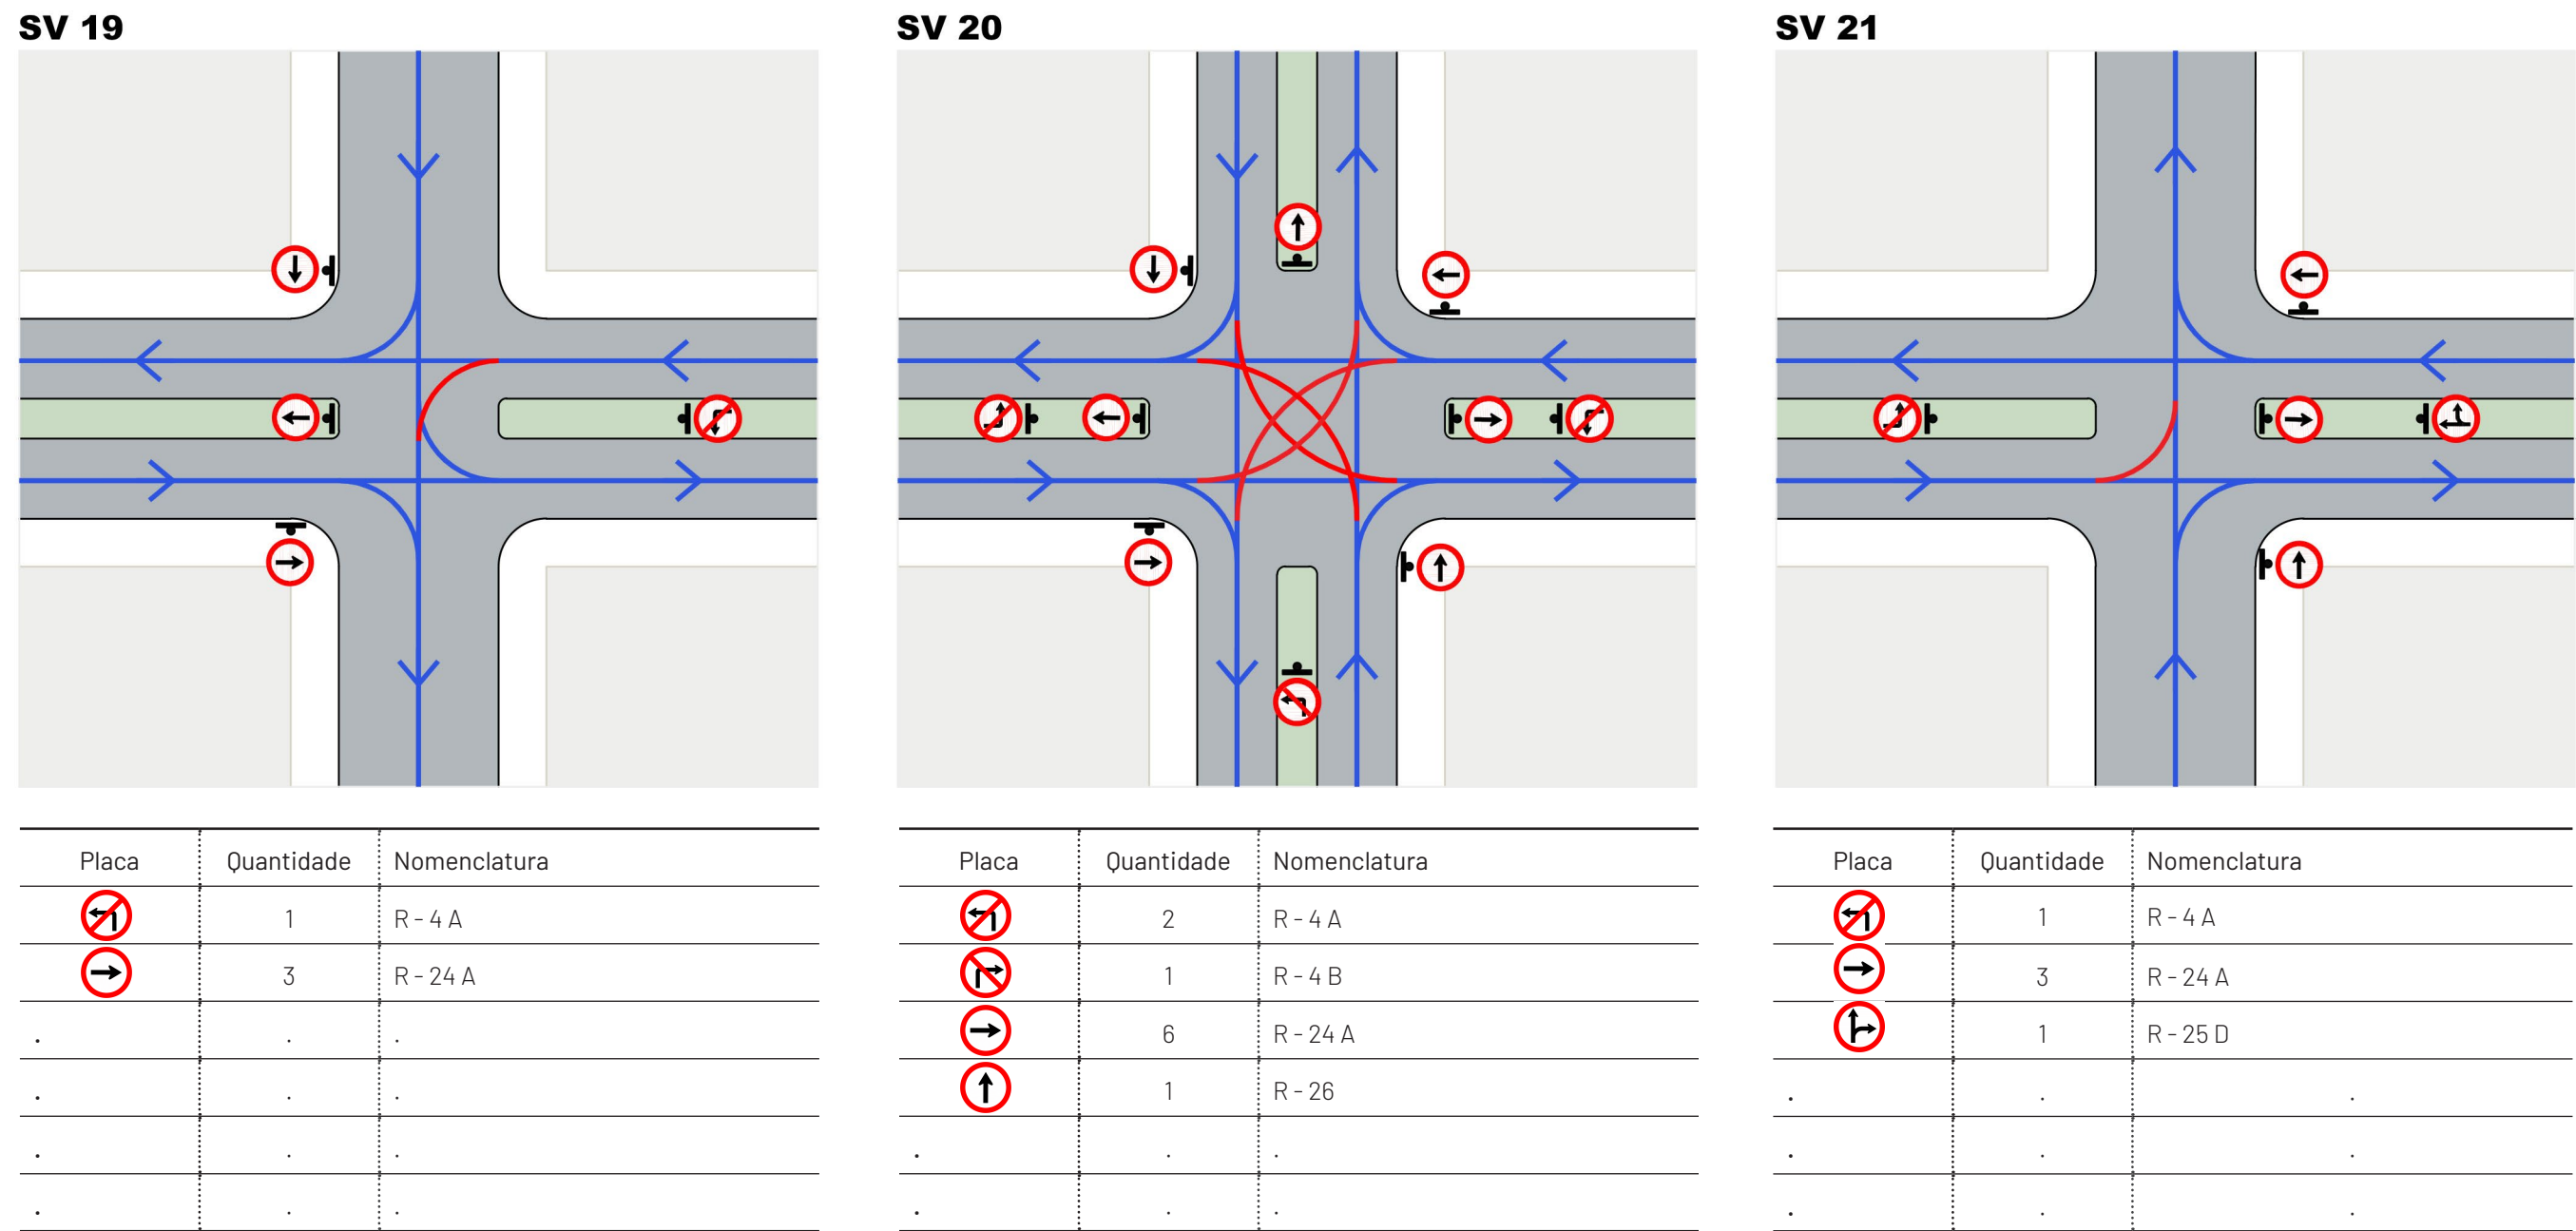 SV 19
SV 20
SV 21
Placa Quantidade Nomenclatura
1 R - 4 A
3 R - 24 A
. . .
. . .
. . .
. . .
Placa Quantidade Nomenclatura
2 R - 4 A
1 R - 4 B
6 R - 24 A
1 R - 26
. . .
. . .
Placa Quantidade Nomenclatura
1 R - 4 A
3 R - 24 A
1 R - 25 D
. . .
. . .
. . .